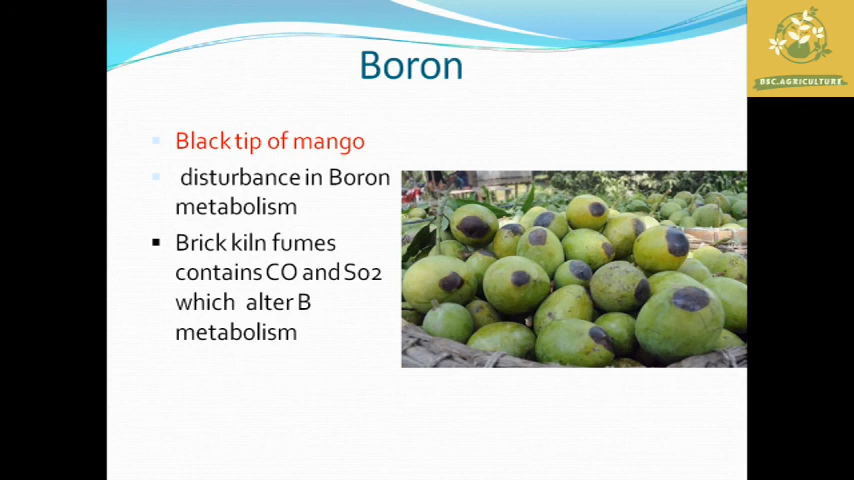 Boron
BSC.AGRICULTURE
Black tip of mango
disturbance in Boron
metabolism
Brick kiln fumes
contains CO and So2
which alter B
metabolism